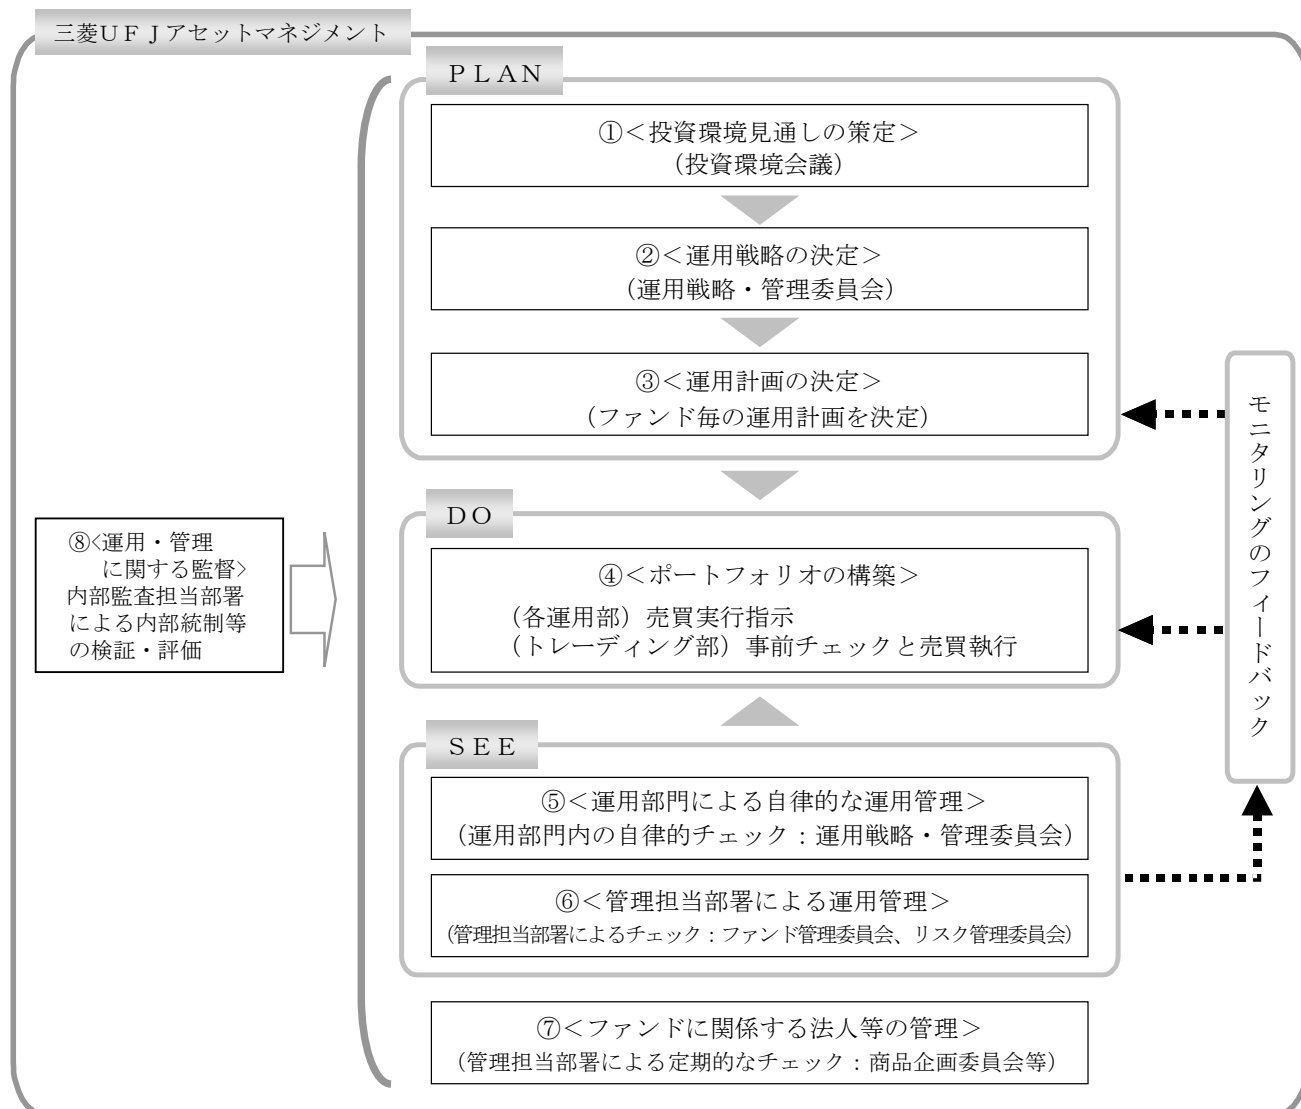 三菱ＵＦＪアセットマネジメント
ＰＬＡＮ
①＜投資環境見通しの策定＞
（投資環境会議）
②＜運用戦略の決定＞
（運用戦略・管理委員会）
③＜運用計画の決定＞
（ファンド毎の運用計画を決定）
ＤＯ
④＜ポートフォリオの構築＞
（各運用部）売買実行指示
（トレーディング部）事前チェックと売買執行
ＳＥＥ
⑤＜運用部門による自律的な運用管理＞
（運用部門内の自律的チェック：運用戦略・管理委員会）
⑥＜管理担当部署による運用管理＞
（管理担当部署によるチェック：ファンド管理委員会、リスク管理委員会）
⑦＜ファンドに関係する法人等の管理＞
（管理担当部署による定期的なチェック：商品企画委員会等）
⑧<運用・管理
に関する監督>
内部監査担当部署
による内部統制等
の検証・評価
モニタリングのフィードバック